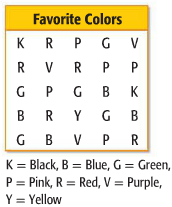 Favorite Colors
K R P G V
R V R P P
G P G B K
B R Y G B
G B V P R
K = Black, B = Blue, G = Green,
P = Pink, R = Red, V = Purple,
Y = Yellow